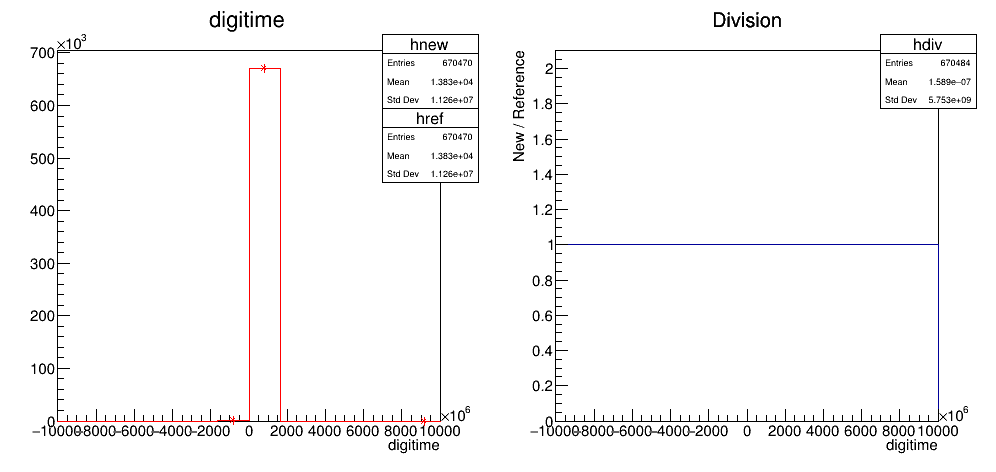 digitime
×10³
700
600
500
400
300
200
100
0
−10000 −8000 −6000 −4000 −2000 0 2000 4000 6000 8000 10000
×10⁶
digitime
hnew
Entries 670470
Mean 1.383e+04
Std Dev 1.126e+07
href
Entries 670470
Mean 1.383e+04
Std Dev 1.126e+07
Division
New / Reference
2
1.8
1.6
1.4
1.2
1
0.8
0.6
0.4
0.2
0
−10000 −8000 −6000 −4000 −2000 0 2000 4000 6000 8000 10000
×10⁶
digitime
hdiv
Entries 670484
Mean 1.589e−07
Std Dev 5.753e+09